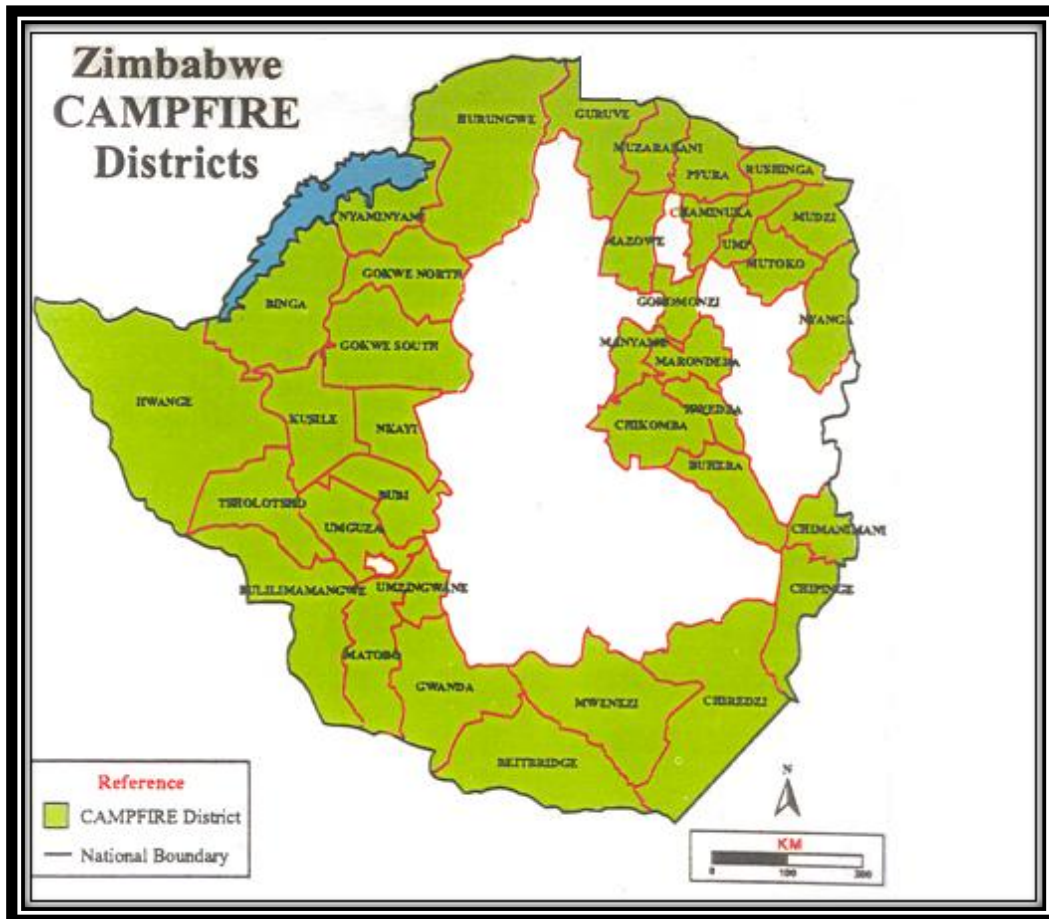 Zimbabwe
CAMPFIRE
Districts
HURUNGWE
GURUVE
MUZARABANI
PFURA
RUSHINGA
NYAMINYAMI
CHAMINUKA
MUDZI
MAZOWE
UMP
MUTOKO
GOKWE NORTH
BINGA
GOROMONZI
NYANGA
GOKWE SOUTH
MANYAME
MARONDERA
HWANGE
KUSILE
NKAYI
HWEDZA
CHIKOMBA
BUHERA
BUBI
TSHOLOTSHO
UMGUZA
CHIMANIMANI
BULILIMAMANGWE
UMZINGWANE
CHIPINGE
MATOBO
GWANDA
MWENEZI
CHIREDZI
BEITBRIDGE
Reference
CAMPFIRE District
National Boundary
N
KM
0 100 200